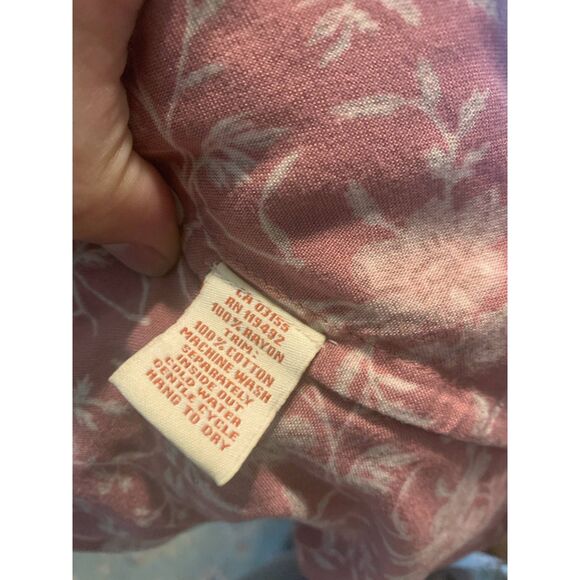 CA 03155
RN 119492
100% RAYON
TRIM:
100% COTTON
MACHINE WASH
SEPARATELY
INSIDE OUT
COLD WATER
GENTLE CYCLE
HANG TO DRY